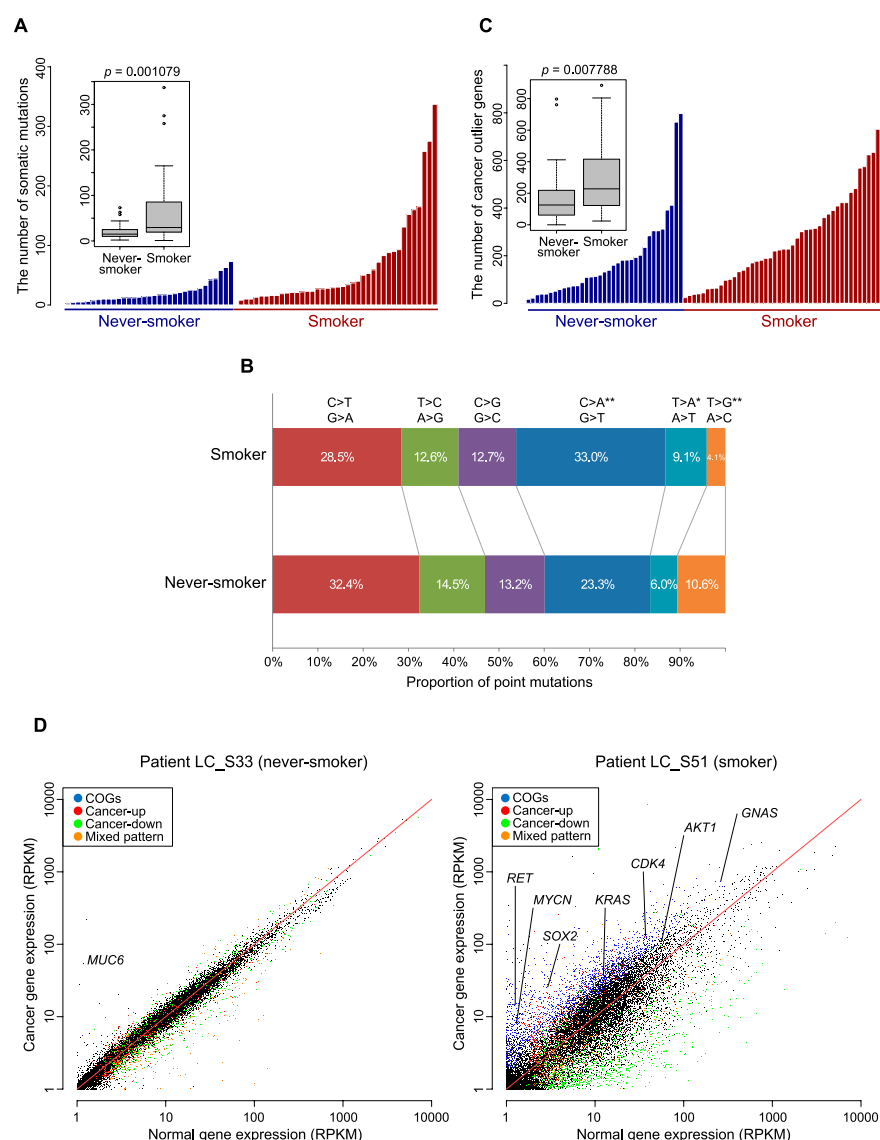 A
The number of somatic mutations
400
300
200
100
0
p = 0.001079
300
200
100
0
Never-
smoker
Smoker
Never-smoker
Smoker
C
The number of cancer outlier genes
800
600
400
200
0
p = 0.007788
800
600
400
200
0
Never-
smoker
Smoker
Never-smoker
Smoker
B
C>T
G>A
T>C
A>G
C>G
G>C
C>A**
G>T
T>A*
A>T
T>G**
A>C
Smoker
28.5%
12.6%
12.7%
33.0%
9.1%
4.1%
Never-smoker
32.4%
14.5%
13.2%
23.3%
6.0%
10.6%
0%
10%
20%
30%
40%
50%
60%
70%
80%
90%
Proportion of point mutations
D
Patient LC_S33 (never-smoker)
COGs
Cancer-up
Cancer-down
Mixed pattern
MUC6
Cancer gene expression (RPKM)
10000
1000
100
10
1
1
10
100
1000
10000
Normal gene expression (RPKM)
Patient LC_S51 (smoker)
COGs
Cancer-up
Cancer-down
Mixed pattern
GNAS
AKT1
CDK4
RET
MYCN
KRAS
SOX2
Cancer gene expression (RPKM)
10000
1000
100
10
1
1
10
100
1000
10000
Normal gene expression (RPKM)